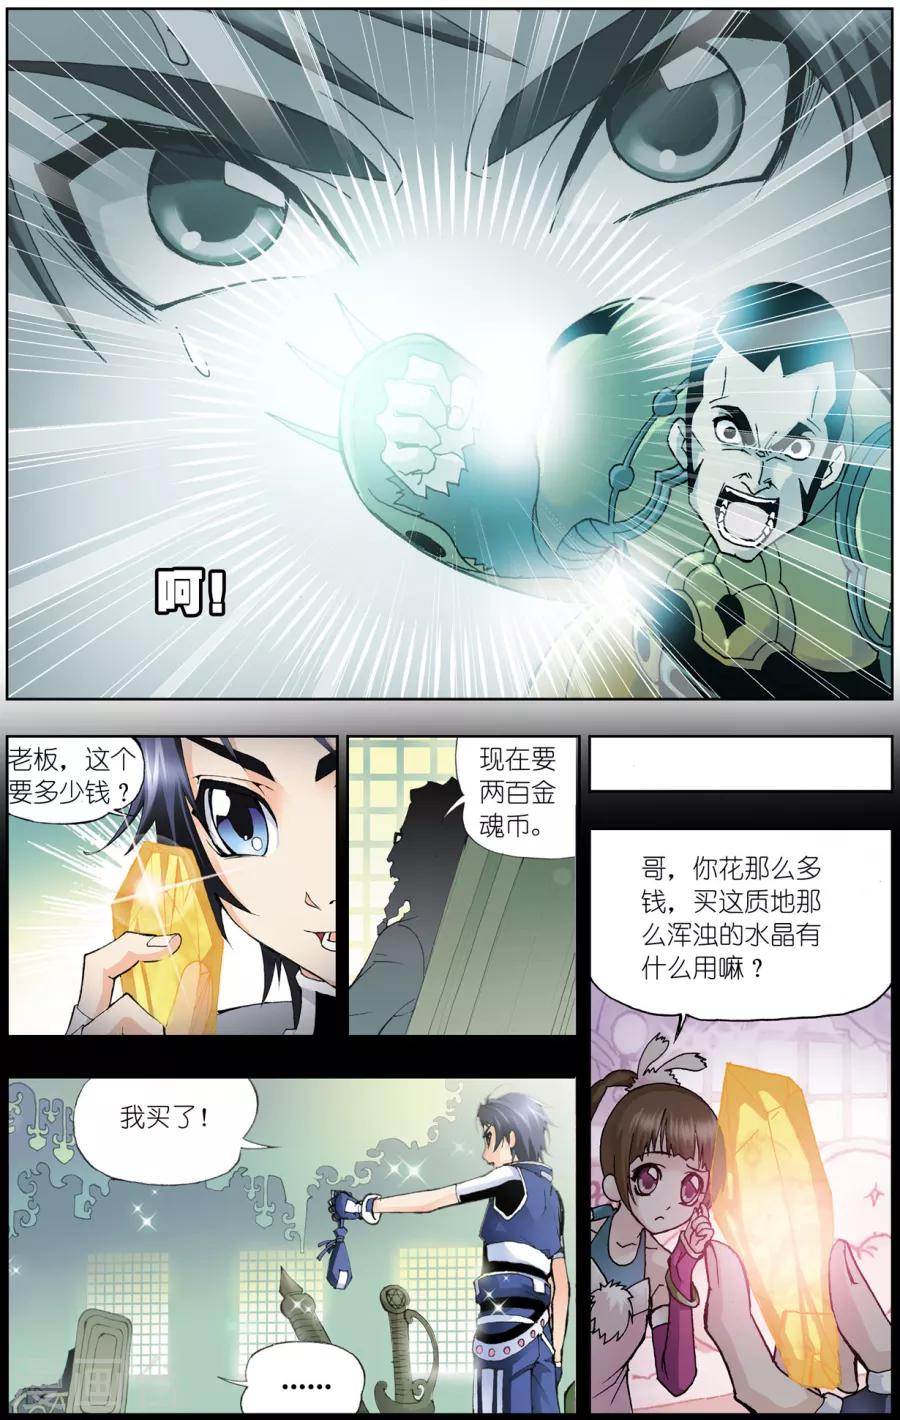 呵!
老板，这个
要多少钱？
现在要
两百金
魂币。
我买了!
……
哥，你花那么多
钱，买这质地那
么浑浊的水晶有
什么用嘛？